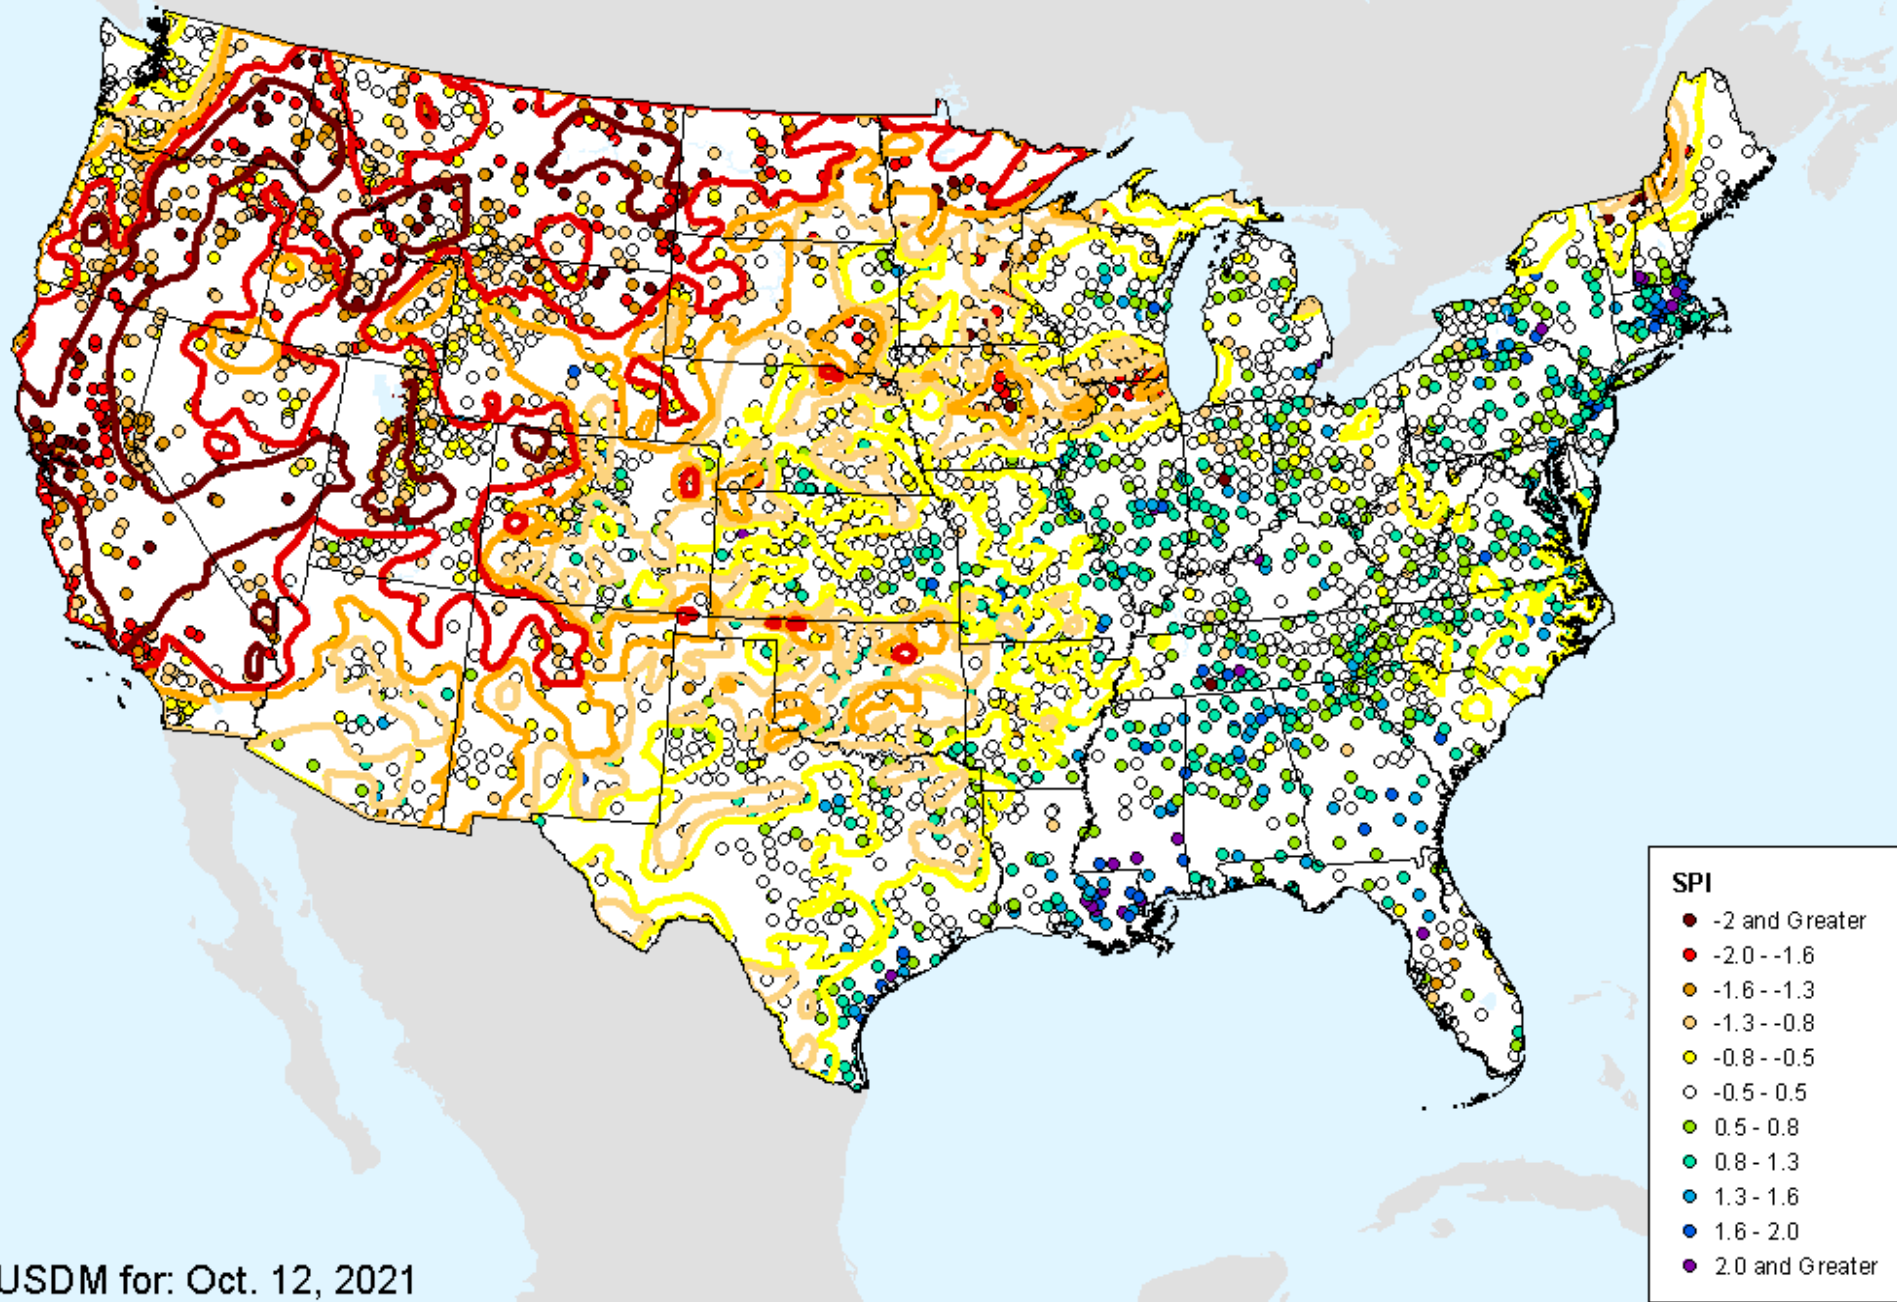 SPI
-2 and Greater
-2.0 - -1.6
-1.6 - -1.3
-1.3 - -0.8
-0.8 - -0.5
-0.5 - 0.5
0.5 - 0.8
0.8 - 1.3
1.3 - 1.6
1.6 - 2.0
2.0 and Greater
USDM for: Oct. 12, 2021